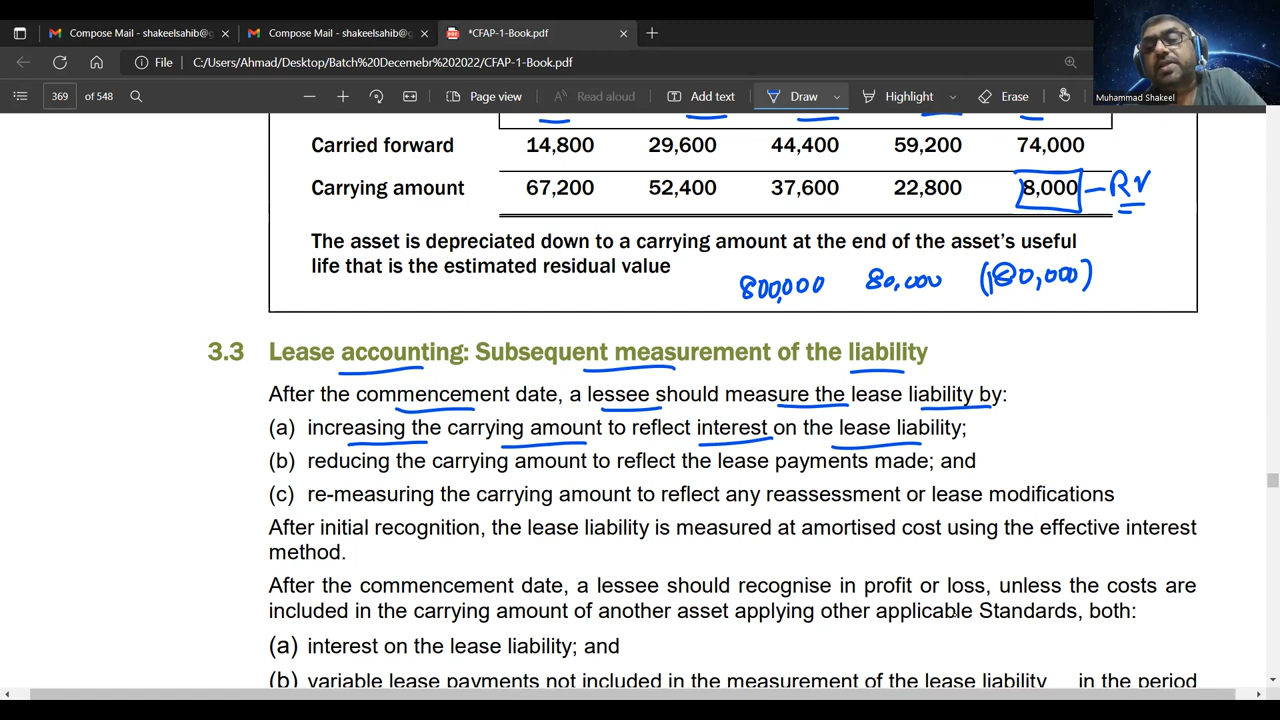 Compose Mail - shakeelsahib@g
Compose Mail - shakeelsahib@g
*CFAP-1-Book.pdf
File C:/Users/Ahmad/Desktop/Batch%20Decemebr%202022/CFAP-1-Book.pdf
369 of 548 Page view Read aloud Add text Draw Highlight Erase
Muhammad Shakeel
Carried forward 14,800 29,600 44,400 59,200 74,000
Carrying amount 67,200 52,400 37,600 22,800 8,000 - RV
The asset is depreciated down to a carrying amount at the end of the asset's useful
life that is the estimated residual value
800,000 80,000 (180,000)
3.3 Lease accounting: Subsequent measurement of the liability
After the commencement date, a lessee should measure the lease liability by:
(a) increasing the carrying amount to reflect interest on the lease liability;
(b) reducing the carrying amount to reflect the lease payments made; and
(c) re-measuring the carrying amount to reflect any reassessment or lease modifications
After initial recognition, the lease liability is measured at amortised cost using the effective interest
method.
After the commencement date, a lessee should recognise in profit or loss, unless the costs are
included in the carrying amount of another asset applying other applicable Standards, both:
(a) interest on the lease liability; and
(b) variable lease payments not included in the measurement of the lease liability in the period